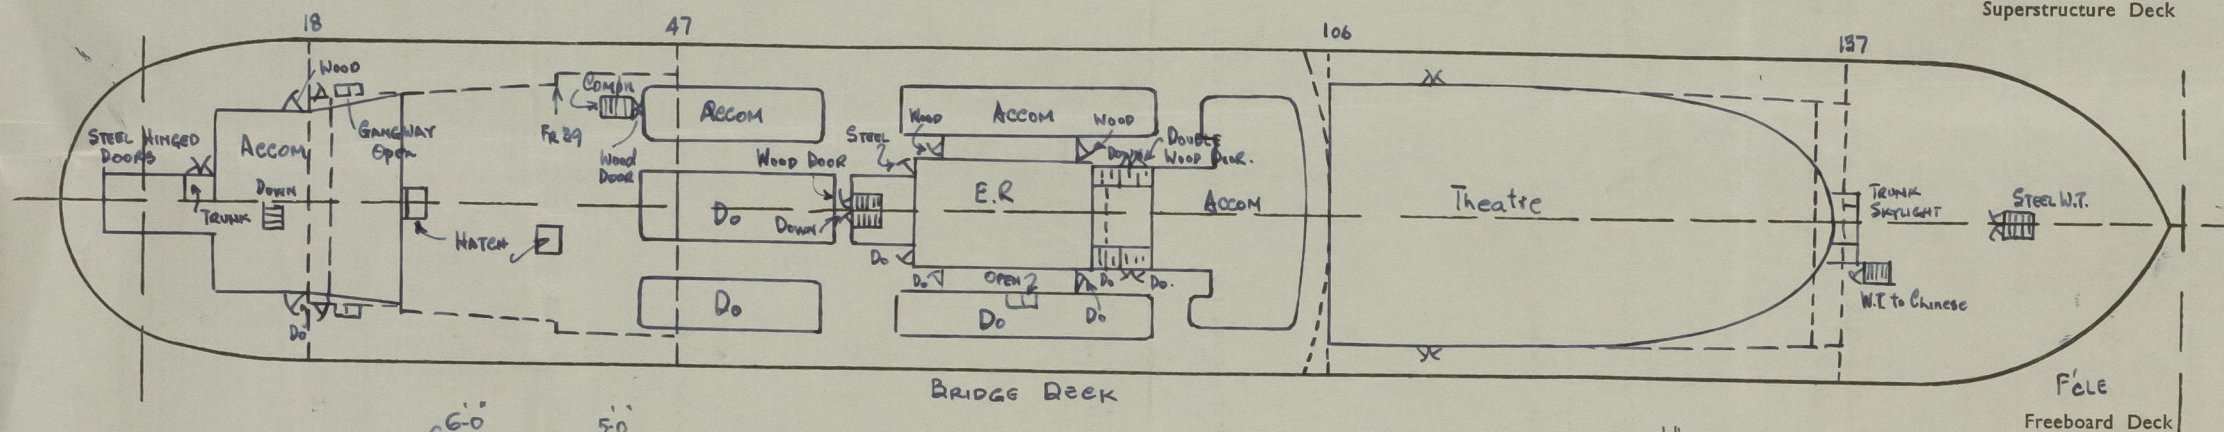 Superstructure Deck
18
47
106
137
WOOD
COMPN
ACCOM
ACCOM
WOOD
WOOD
STEEL
DOUBLE
WOOD DOOR.
DOWN
FR 39
GANGWAY
OPEN
STEEL HINGED
DOORS
ACCOM
WOOD
DOOR
WOOD DOOR
DOWN
TRUNK
E.R
ACCOM
Theatre
TRUNK
SKYLIGHT
STEEL W.T.
HATCH
Do
DOWN
Do
Do
OPEN
Do
Do.
W.T. to Chinese
Do
Do
Do
Do
BRIDGE DECK
F'CLE
6'-0"
5'-0"
Freeboard Deck